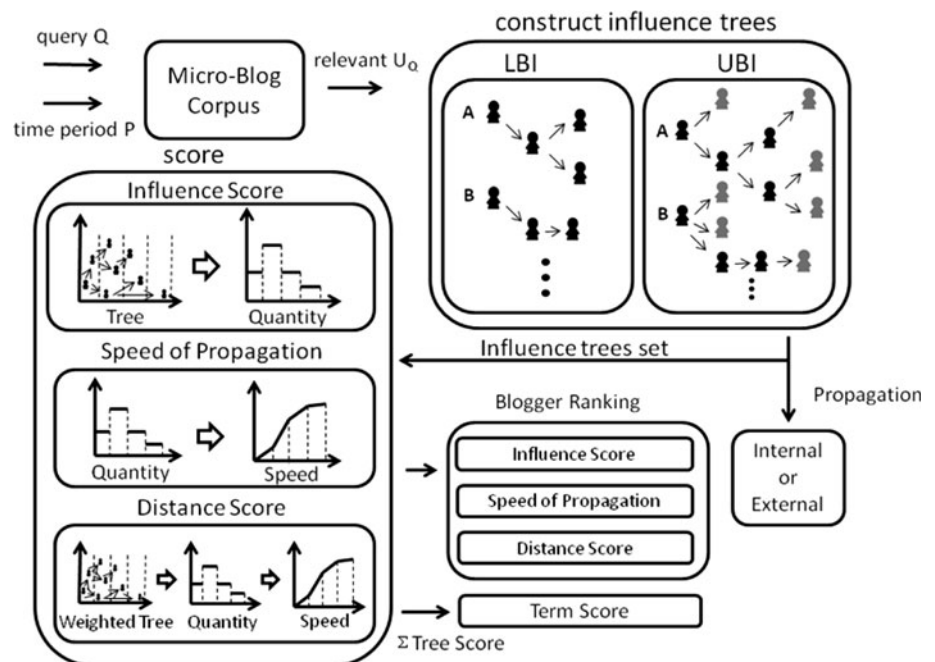 query Q
time period P
Micro-Blog
Corpus
relevant U_Q
construct influence trees
LBI
UBI
A
B
A
B
score
Influence Score
Tree
Quantity
Speed of Propagation
Quantity
Speed
Distance Score
Weighted Tree
Quantity
Speed
Influence trees set
Propagation
Internal
or
External
Blogger Ranking
Influence Score
Speed of Propagation
Distance Score
Term Score
Σ Tree Score